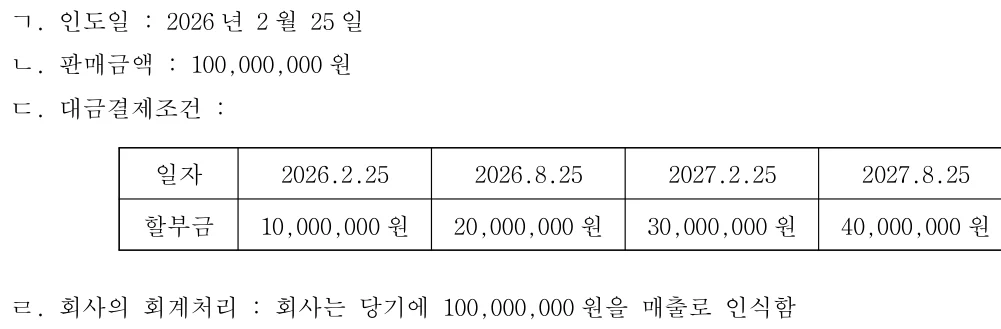 ㄱ. 인도일 : 2026년 2월 25일
ㄴ. 판매금액 : 100,000,000원
ㄷ. 대금결제조건 :
일자 2026.2.25 2026.8.25 2027.2.25 2027.8.25
할부금 10,000,000원 20,000,000원 30,000,000원 40,000,000원
ㄹ. 회사의 회계처리 : 회사는 당기에 100,000,000원을 매출로 인식함